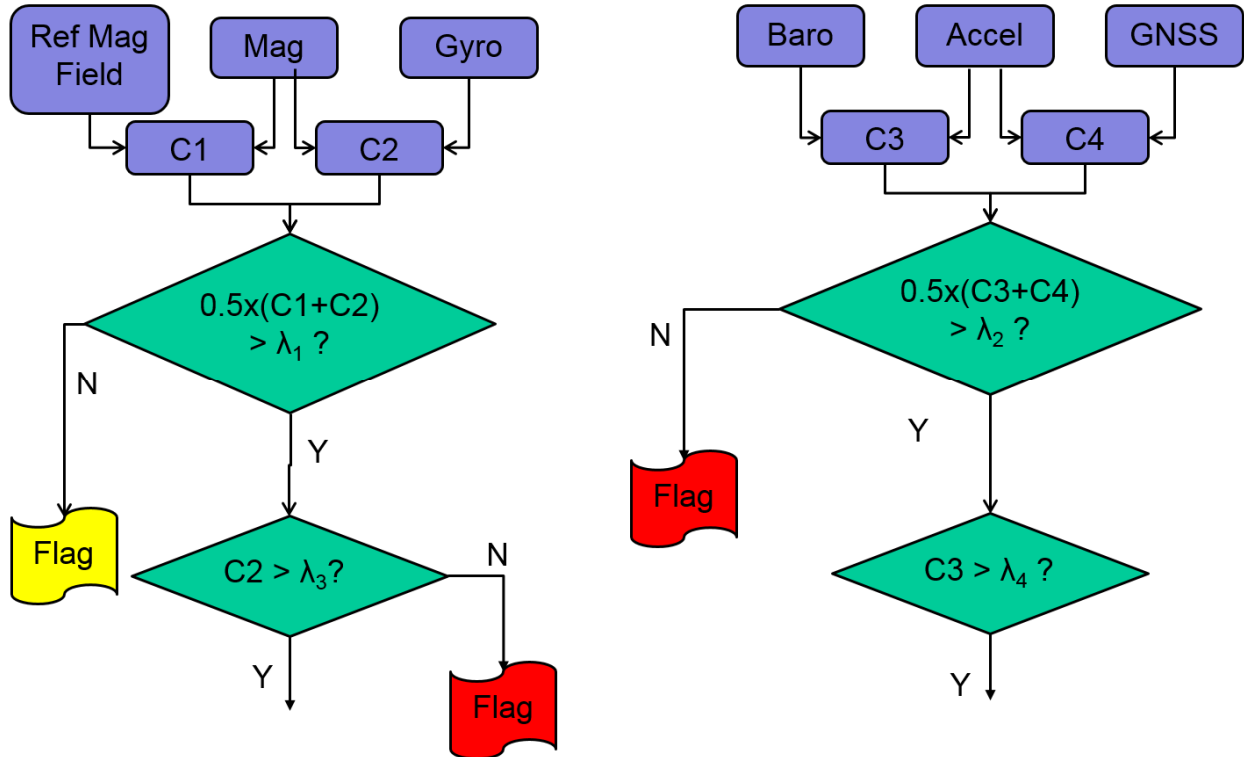 Ref Mag
Field
Mag
Gyro
C1
C2
0.5x(C1+C2)
> λ₁ ?
N
Y
Flag
C2 > λ₃?
N
Y
Flag
Baro
Accel
GNSS
C3
C4
0.5x(C3+C4)
> λ₂ ?
N
Y
Flag
C3 > λ₄ ?
Y